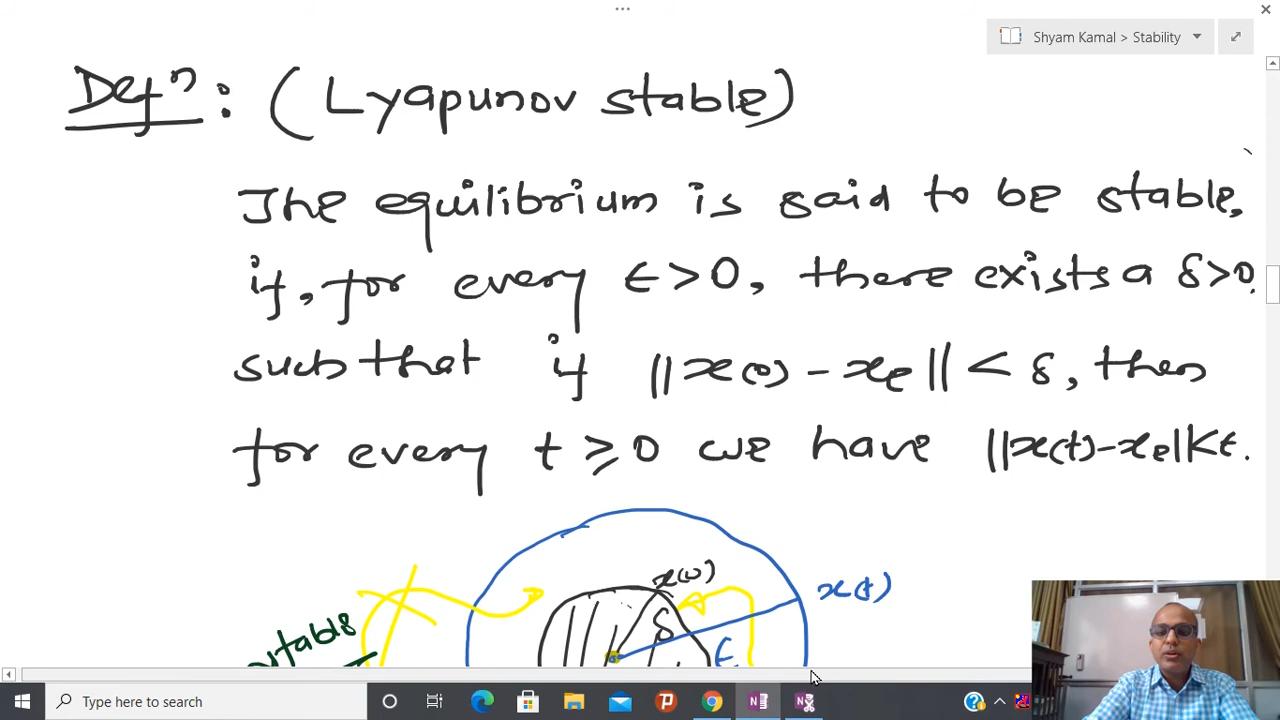 Shyam Kamal > Stability
Defⁿ: (Lyapunov stable)
The equilibrium is said to be stable,
if, for every ϵ>0, there exists a δ>0.
such that if ||x(0) - xₑ|| < δ, then
for every t ⩾ 0 we have ||x(t)-xₑ||<ϵ.
x(0)
x(t)
δ
ϵ
Type here to search